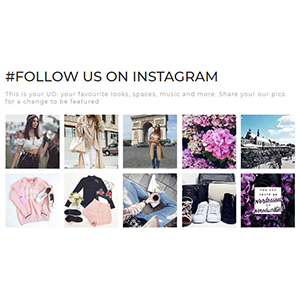 #FOLLOW US ON INSTAGRAM
This is your UO: your favourite looks, spaces, music and more. Share your our pics
for a change to be featured